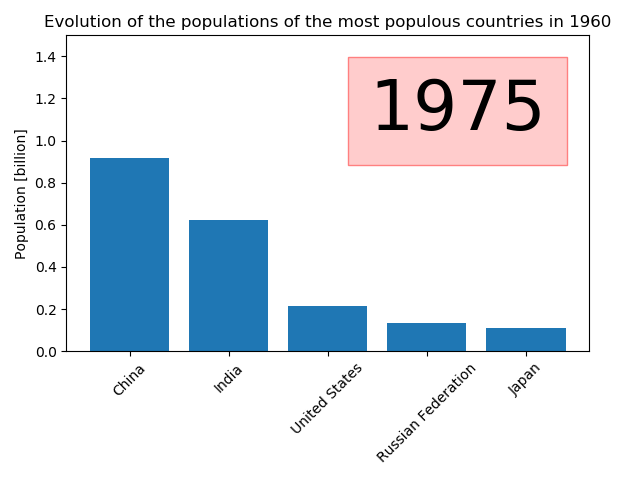 Evolution of the populations of the most populous countries in 1960
1975
Population [billion]
1.4
1.2
1.0
0.8
0.6
0.4
0.2
0.0
China
India
United States
Russian Federation
Japan